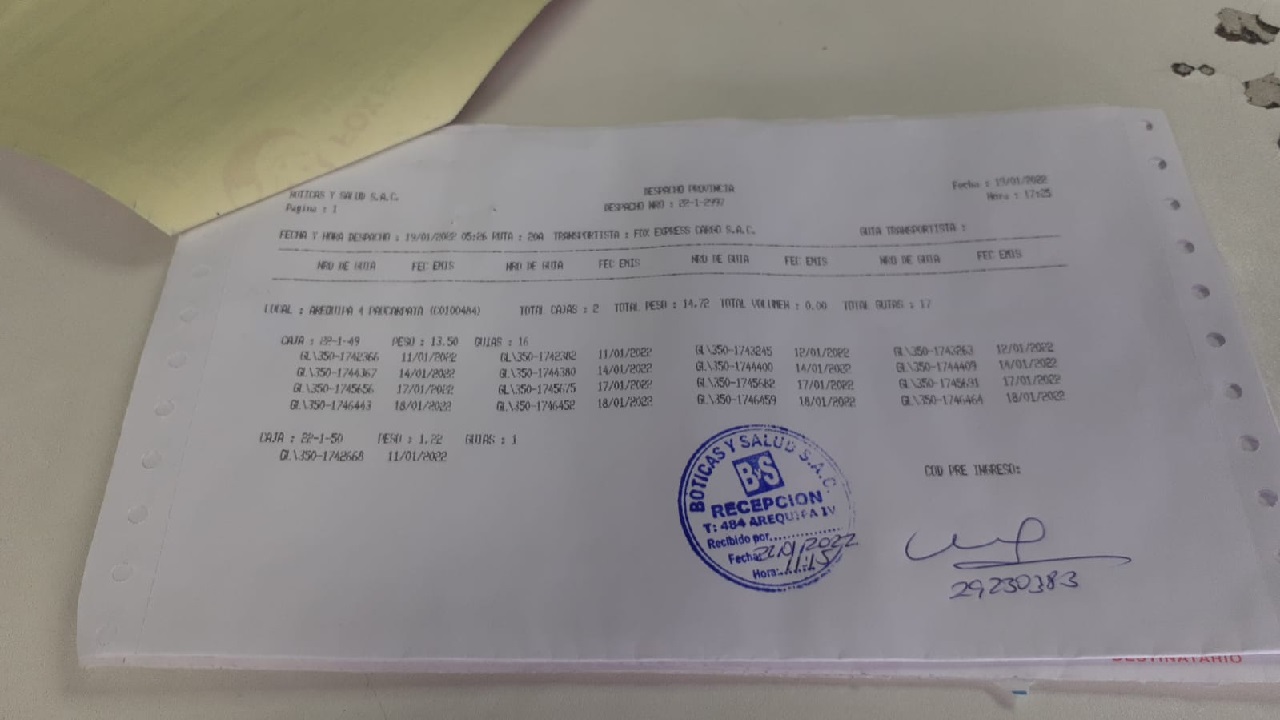 BOTICAS Y SALUD S.A.C.
DESPACHO PROVINCIA
Fecha : 19/01/2022
Pagina : 1
DESPACHO NRO : 22-1-2992
Hora : 17:25
FECHA Y HORA DESPACHO : 19/01/2022 05:26 RUTA : 20A TRANSPORTISTA : FOX EXPRESS CARGO S.A.C. GUIA TRANSPORTISTA :
NRO DE GUIA FEC EMIS NRO DE GUIA FEC EMIS NRO DE GUIA FEC EMIS NRO DE GUIA FEC EMIS
LOCAL : AREQUIPA 4 PAUCARPATA (C0100484) TOTAL CAJAS : 2 TOTAL PESO : 14.72 TOTAL VOLUMEN : 0.00 TOTAL GUIAS : 17
CAJA : 22-1-49 PESO : 13.50 GUIAS : 16
GL\350-1742366 11/01/2022 GL\350-1742382 11/01/2022 GL\350-1743245 12/01/2022 GL\350-1743263 12/01/2022
GL\350-1744367 14/01/2022 GL\350-1744380 14/01/2022 GL\350-1744400 14/01/2022 GL\350-1744409 14/01/2022
GL\350-1745656 17/01/2022 GL\350-1745675 17/01/2022 GL\350-1745682 17/01/2022 GL\350-1745691 17/01/2022
GL\350-1746443 18/01/2022 GL\350-1746452 18/01/2022 GL\350-1746459 18/01/2022 GL\350-1746464 18/01/2022
CAJA : 22-1-50 PESO : 1.22 GUIAS : 1
GL\350-1742668 11/01/2022
COD PRE INGRESO:
BOTICAS Y SALUD S.A.C.
B&S
RECEPCION
T: 484 AREQUIPA IV
Recibido por
Fecha:
Hora: 11:15
29230383
DESTINATARIO